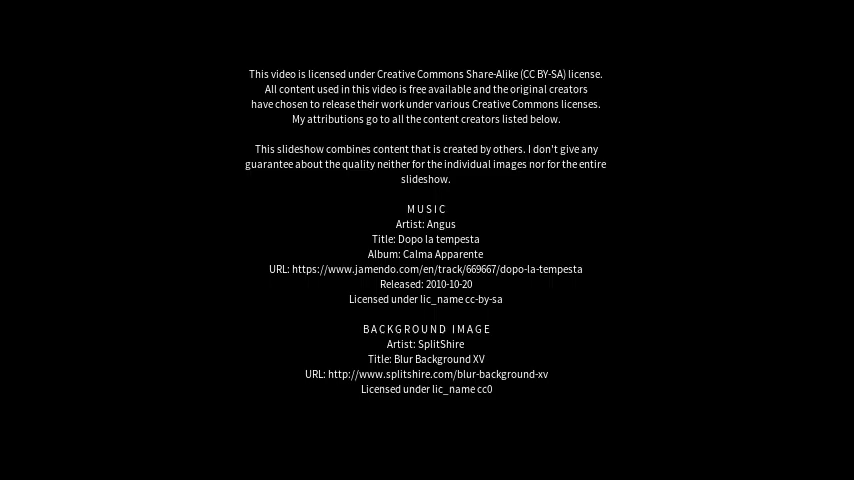 This video is licensed under Creative Commons Share-Alike (CC BY-SA) license.
All content used in this video is free available and the original creators
have chosen to release their work under various Creative Commons licenses.
My attributions go to all the content creators listed below.
This slideshow combines content that is created by others. I don't give any
guarantee about the quality neither for the individual images nor for the entire
slideshow.
MUSIC
Artist: Angus
Title: Dopo la tempesta
Album: Calma Apparente
URL: https://www.jamendo.com/en/track/669667/dopo-la-tempesta
Released: 2010-10-20
Licensed under lic_name cc-by-sa
BACKGROUND IMAGE
Artist: SplitShire
Title: Blur Background XV
URL: http://www.splitshire.com/blur-background-xv
Licensed under lic_name cc0